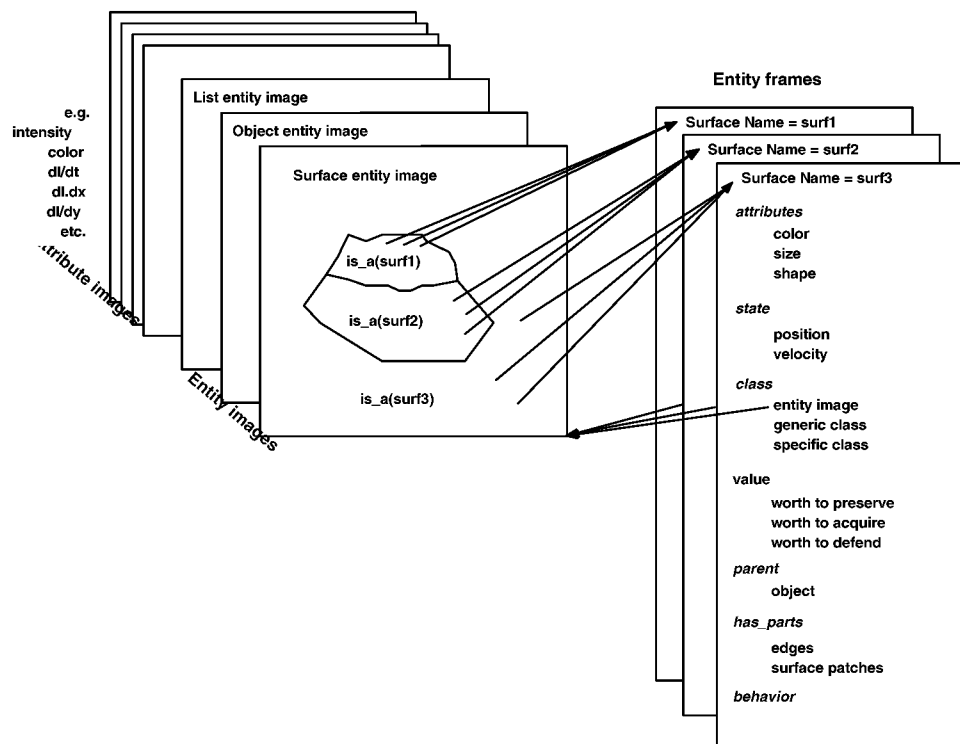 Entity frames
List entity image
Object entity image
Surface entity image
e.g.
intensity
color
dI/dt
dI.dx
dI/dy
etc.
ttribute images
Entity images
is_a(surf1)
is_a(surf2)
is_a(surf3)
Surface Name = surf1
Surface Name = surf2
Surface Name = surf3
attributes
color
size
shape
state
position
velocity
class
entity image
generic class
specific class
value
worth to preserve
worth to acquire
worth to defend
parent
object
has_parts
edges
surface patches
behavior